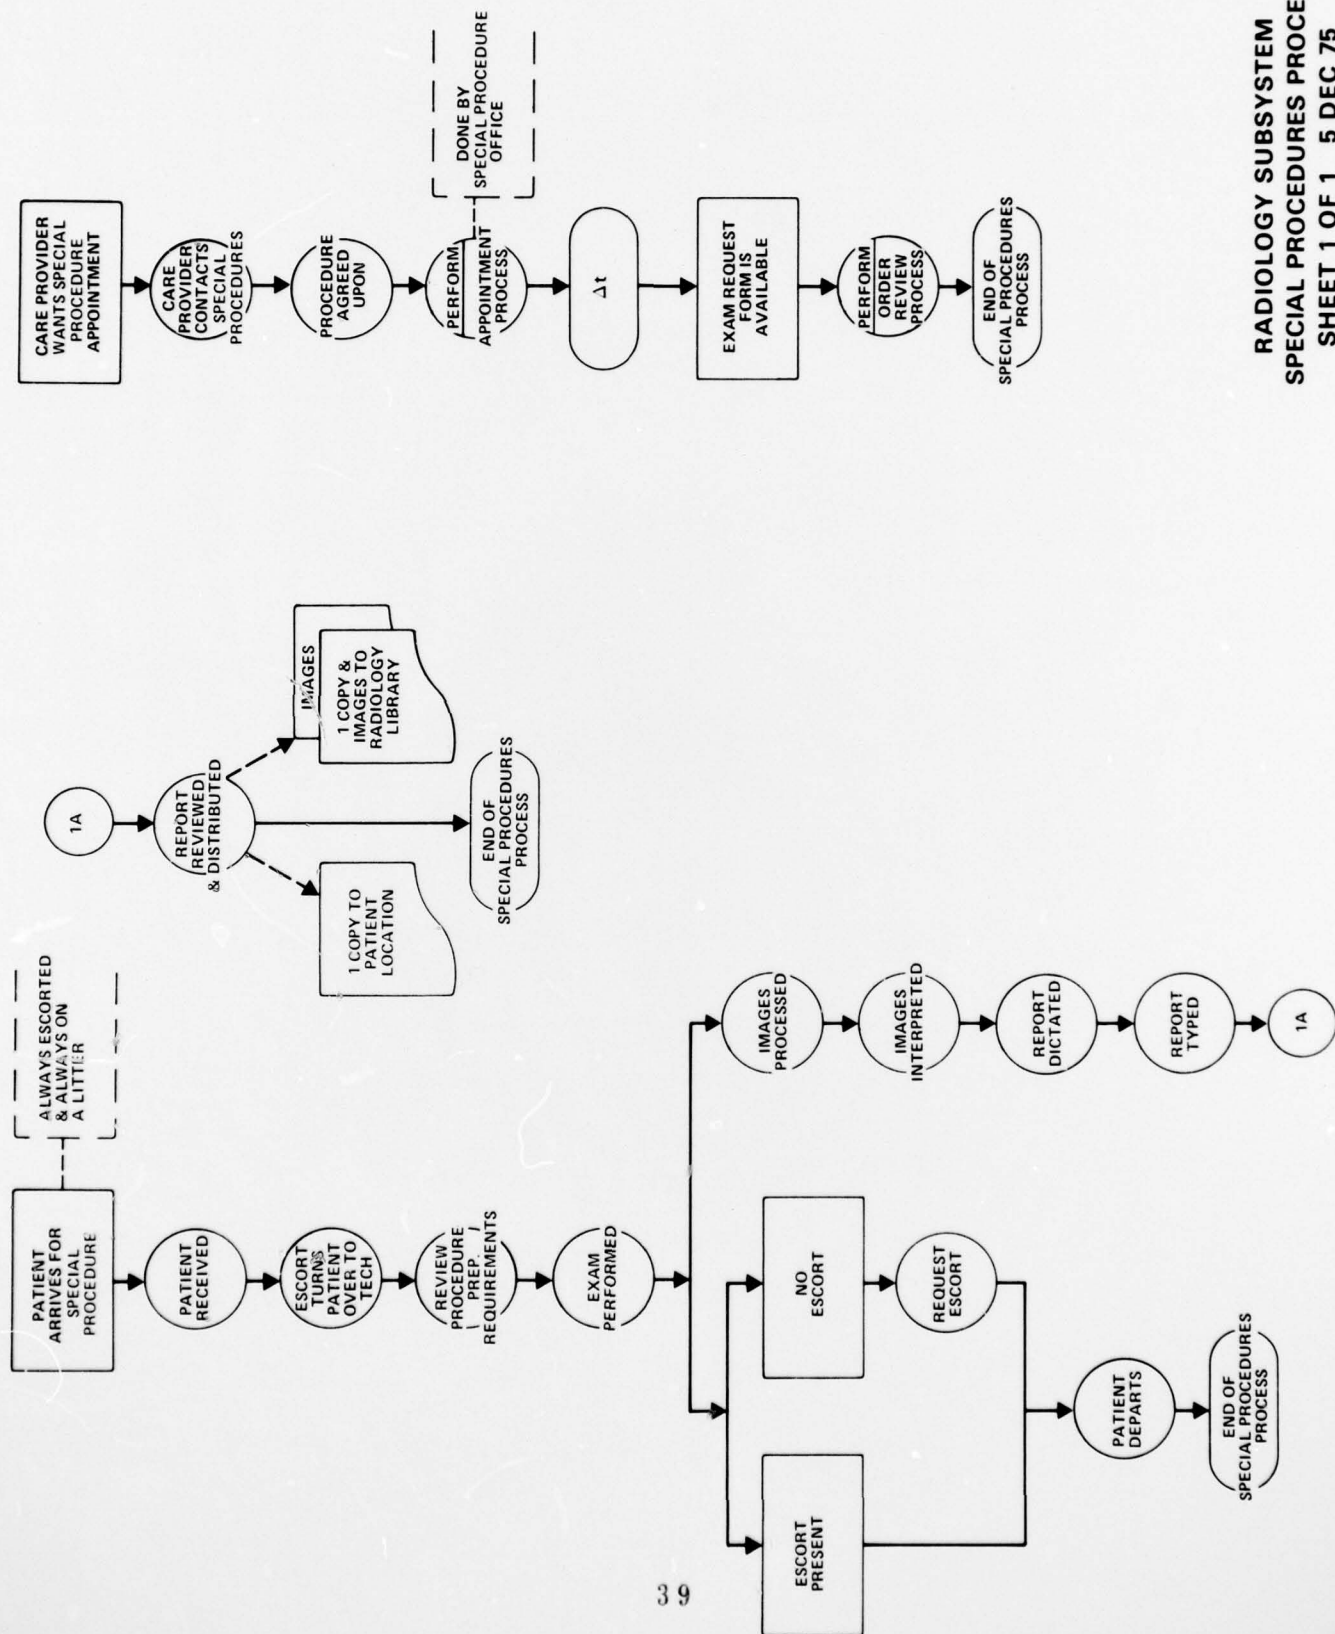 PATIENT
ARRIVES FOR
SPECIAL
PROCEDURE
ALWAYS ESCORTED
& ALWAYS ON
A LITTER
PATIENT
RECEIVED
ESCORT
TURNS
PATIENT
OVER TO
TECH
REVIEW
PROCEDURE
PREP.
REQUIREMENTS
EXAM
PERFORMED
ESCORT
PRESENT
NO
ESCORT
REQUEST
ESCORT
PATIENT
DEPARTS
END OF
SPECIAL PROCEDURES
PROCESS
IMAGES
PROCESSED
IMAGES
INTERPRETED
REPORT
DICTATED
REPORT
TYPED
1A
1A
REPORT
REVIEWED
& DISTRIBUTED
1 COPY TO
PATIENT
LOCATION
IMAGES
1 COPY &
IMAGES TO
RADIOLOGY
LIBRARY
END OF
SPECIAL PROCEDURES
PROCESS
CARE PROVIDER
WANTS SPECIAL
PROCEDURE
APPOINTMENT
CARE
PROVIDER
CONTACTS
SPECIAL
PROCEDURES
PROCEDURE
AGREED
UPON
PERFORM
APPOINTMENT
PROCESS
DONE BY
SPECIAL PROCEDURE
OFFICE
Δt
EXAM REQUEST
FORM IS
AVAILABLE
PERFORM
ORDER
REVIEW
PROCESS
END OF
SPECIAL PROCEDURES
PROCESS
RADIOLOGY SUBSYSTEM
SPECIAL PROCEDURES PROCE
SHEET 1 OF 1 5 DEC 75
39